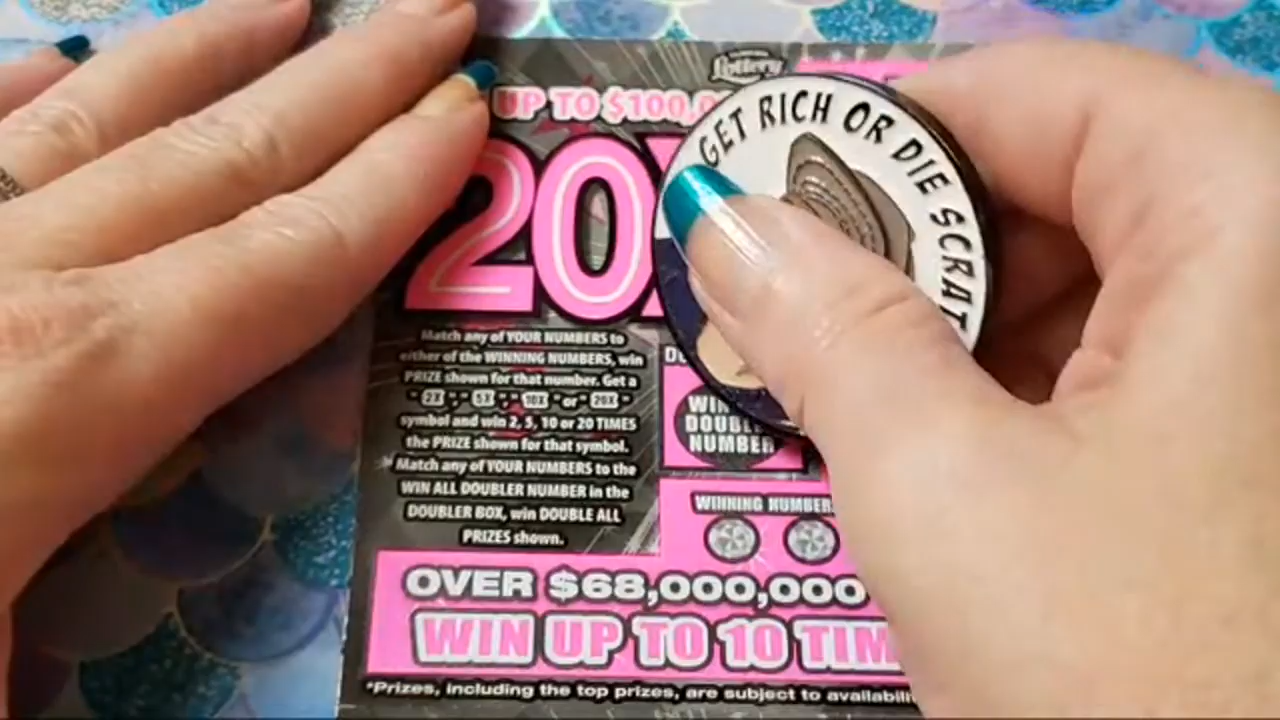 Lottery
UP TO $100,0
20X
GET RICH OR DIE SCRAT
Match any of YOUR NUMBERS to
either of the WINNING NUMBERS, win
PRIZE shown for that number. Get a
"2X", "5X", "10X" or "20X"
symbol and win 2, 5, 10 or 20 TIMES
the PRIZE shown for that symbol.
Match any of YOUR NUMBERS to the
WIN ALL DOUBLER NUMBER in the
DOUBLER BOX, win DOUBLE ALL
PRIZES shown.
DO
WIN
DOUBLE
NUMBER
WINNING NUMBER
OVER $68,000,000
WIN UP TO 10 TIM
*Prizes, including the top prizes, are subject to availabili